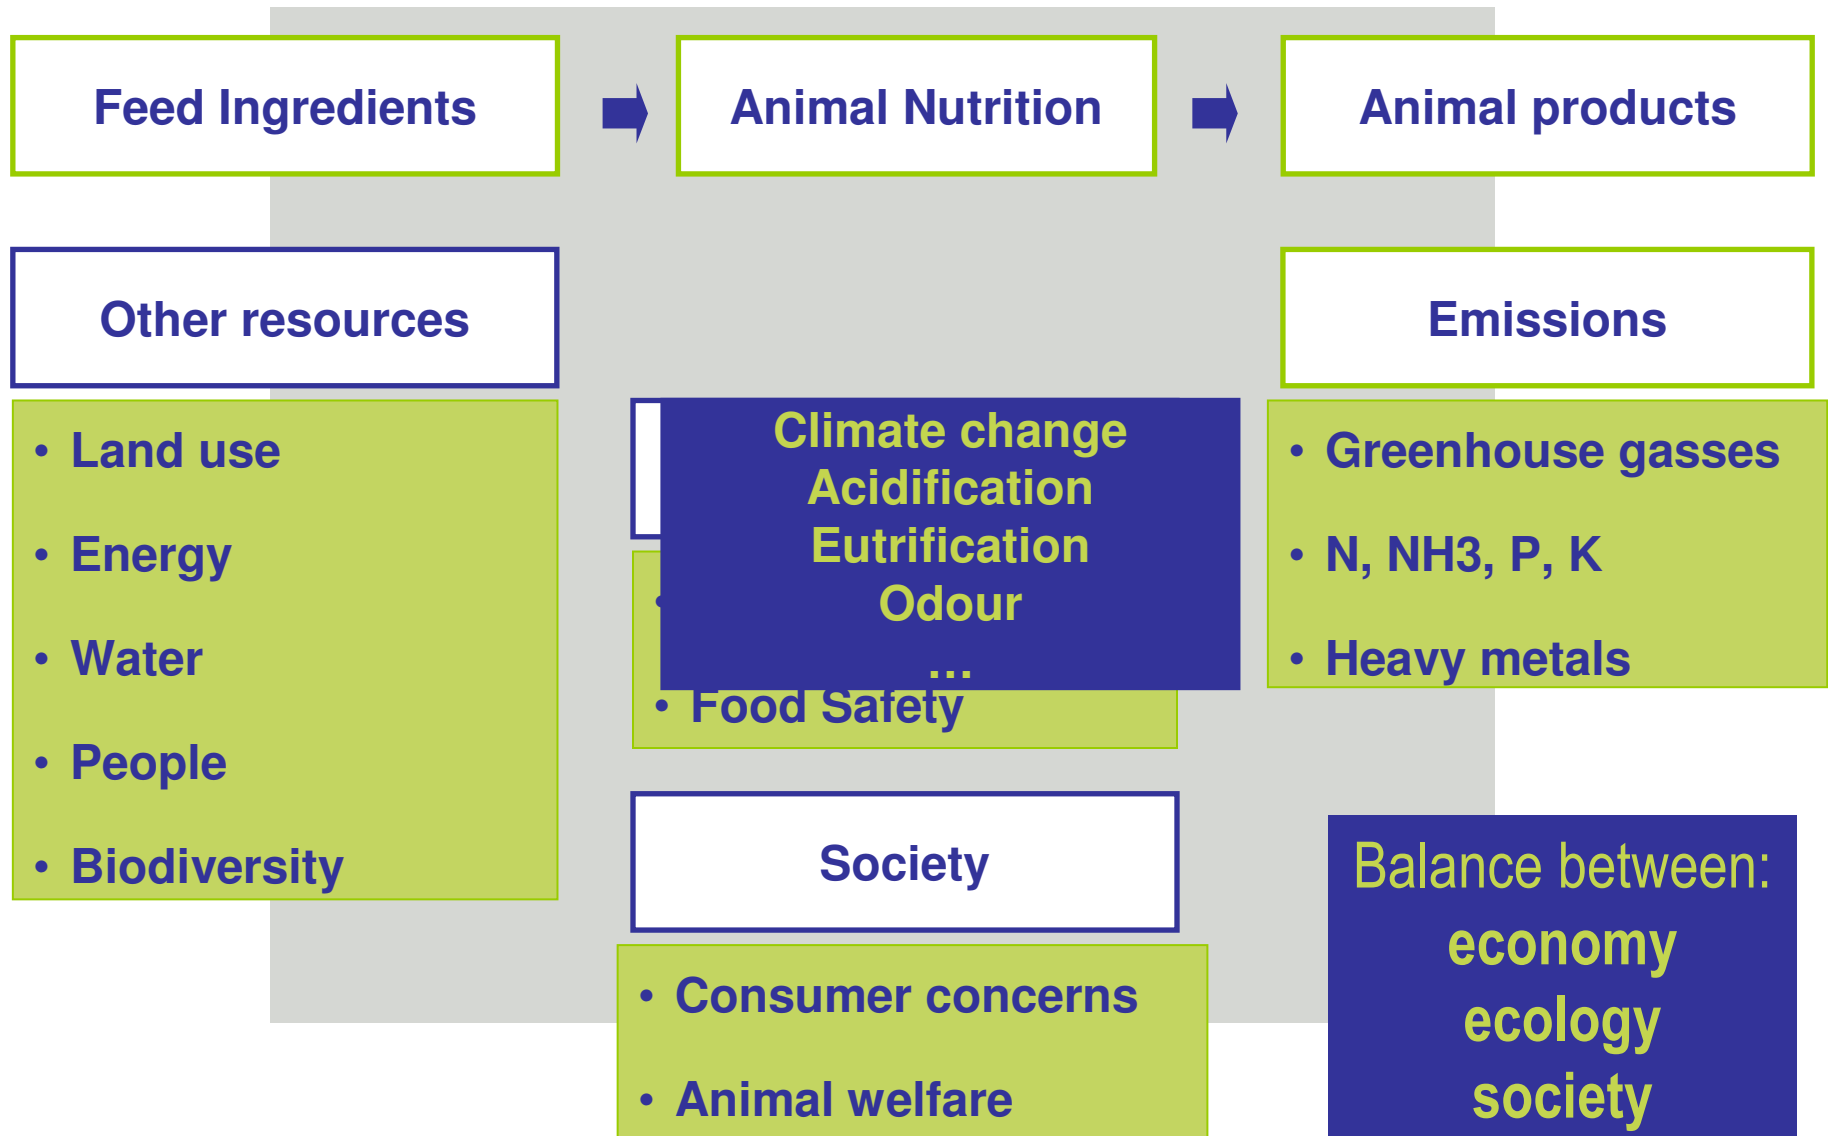 Feed Ingredients
Animal Nutrition
Animal products
Other resources
Emissions
• Land use
• Energy
• Water
• People
• Biodiversity
Climate change
Acidification
Eutrification
Odour
...
• Food Safety
• Greenhouse gasses
• N, NH3, P, K
• Heavy metals
Society
• Consumer concerns
• Animal welfare
Balance between:
economy
ecology
society